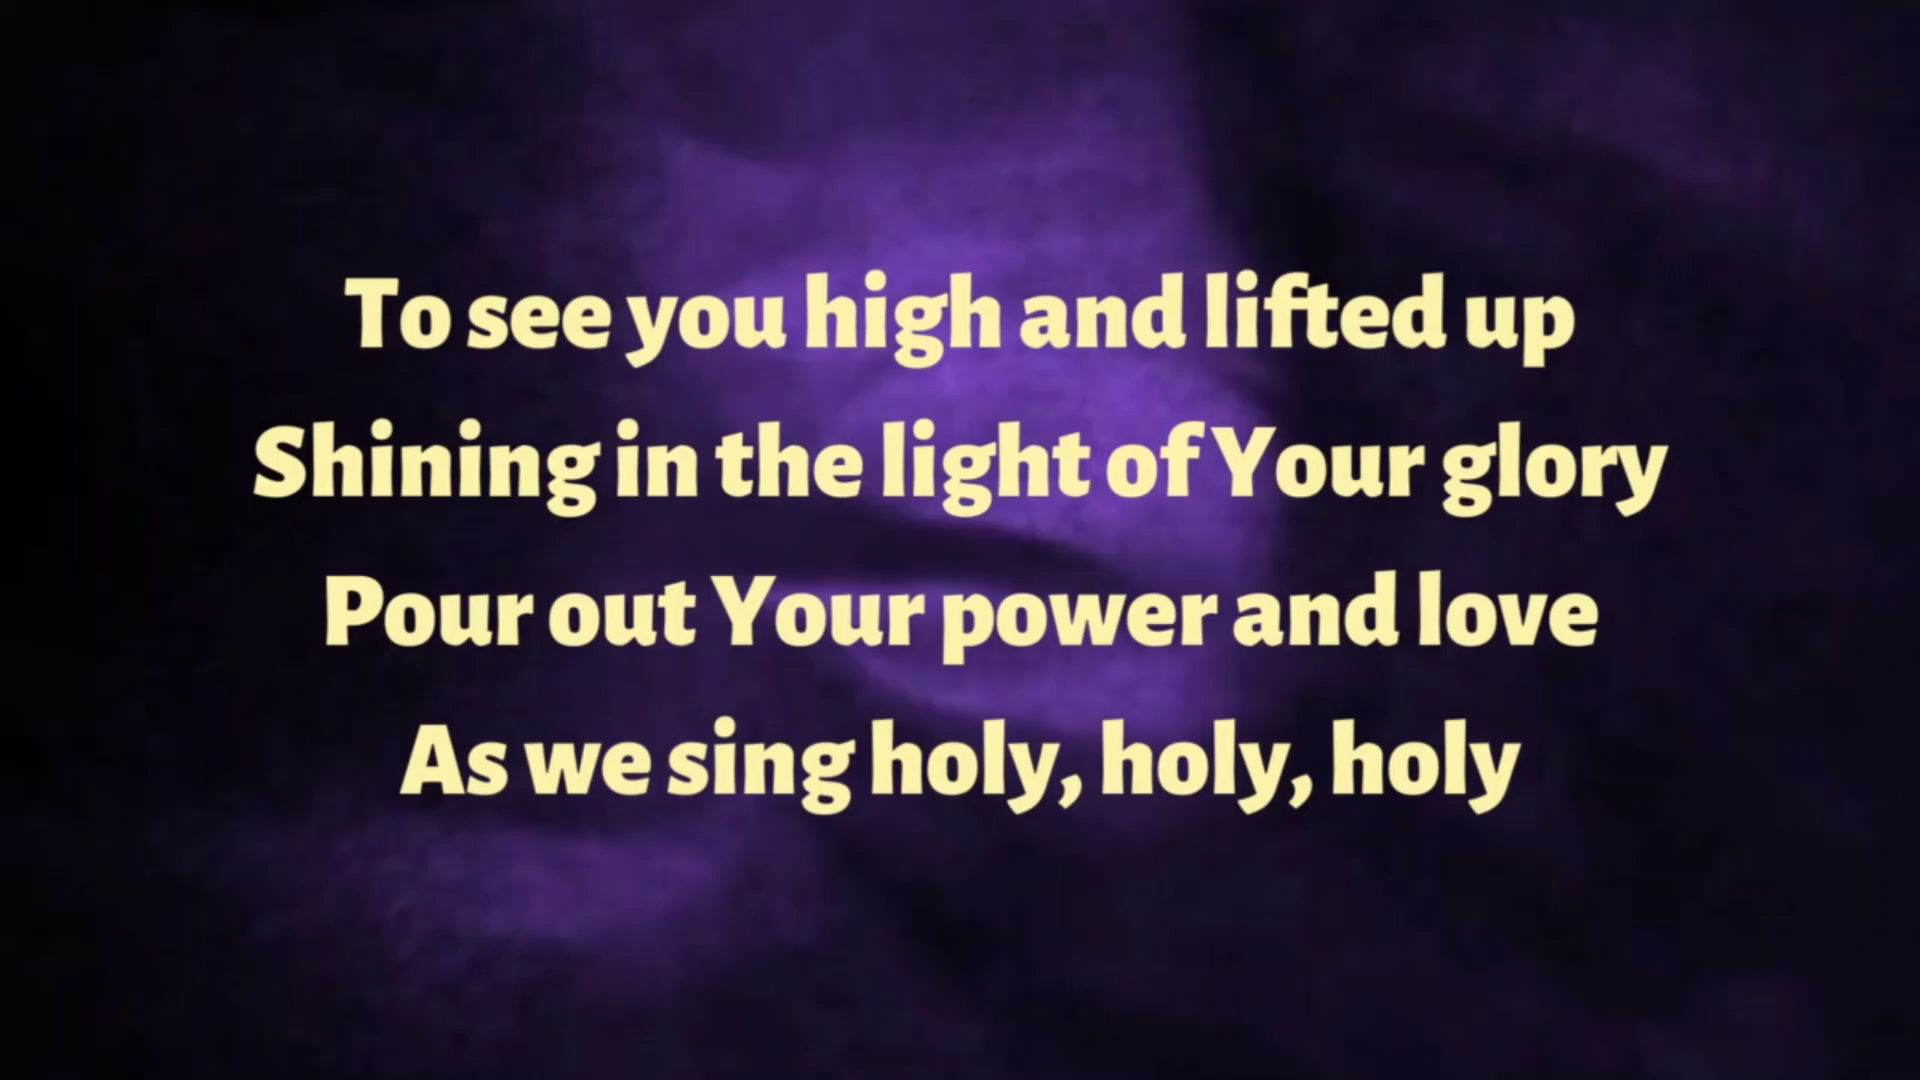 To see you high and lifted up
Shining in the light of Your glory
Pour out Your power and love
As we sing holy, holy, holy